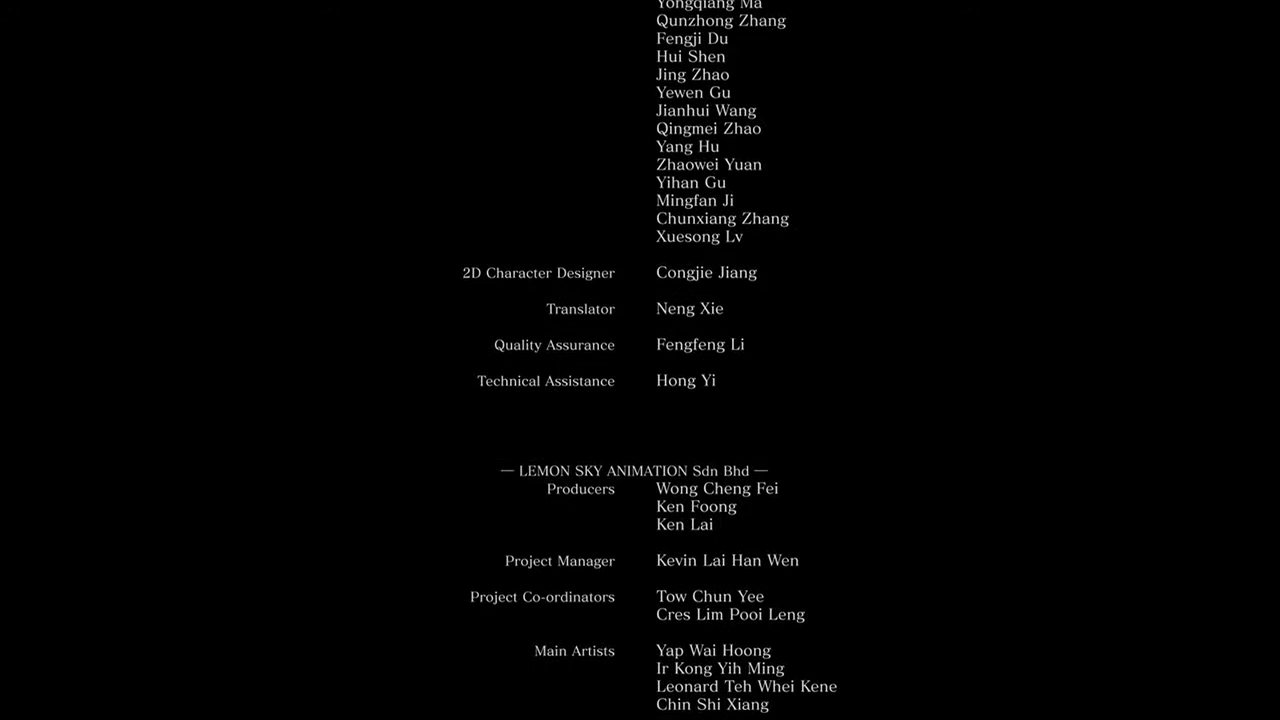 Yongqiang Ma
Qunzhong Zhang
Fengji Du
Hui Shen
Jing Zhao
Yewen Gu
Jianhui Wang
Qingmei Zhao
Yang Hu
Zhaowei Yuan
Yihan Gu
Mingfan Ji
Chunxiang Zhang
Xuesong Lv
2D Character Designer Congjie Jiang
Translator Neng Xie
Quality Assurance Fengfeng Li
Technical Assistance Hong Yi
— LEMON SKY ANIMATION Sdn Bhd —
Producers Wong Cheng Fei
Ken Foong
Ken Lai
Project Manager Kevin Lai Han Wen
Project Co-ordinators Tow Chun Yee
Cres Lim Pooi Leng
Main Artists Yap Wai Hoong
Ir Kong Yih Ming
Leonard Teh Whei Kene
Chin Shi Xiang